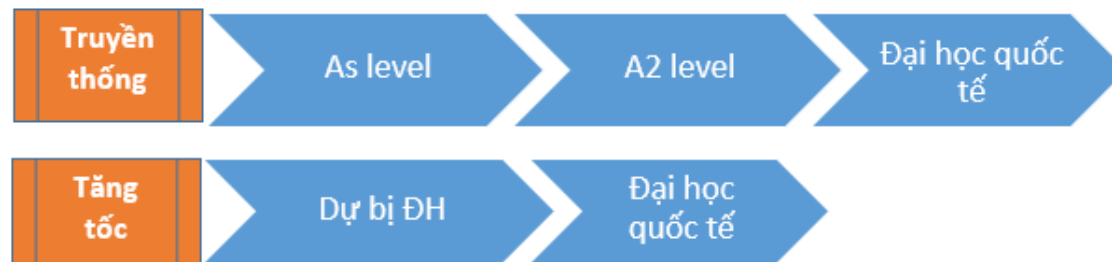 Truyền
thống
As level
A2 level
Đại học quốc
tế
Tăng
tốc
Dự bị ĐH
Đại học
quốc tế